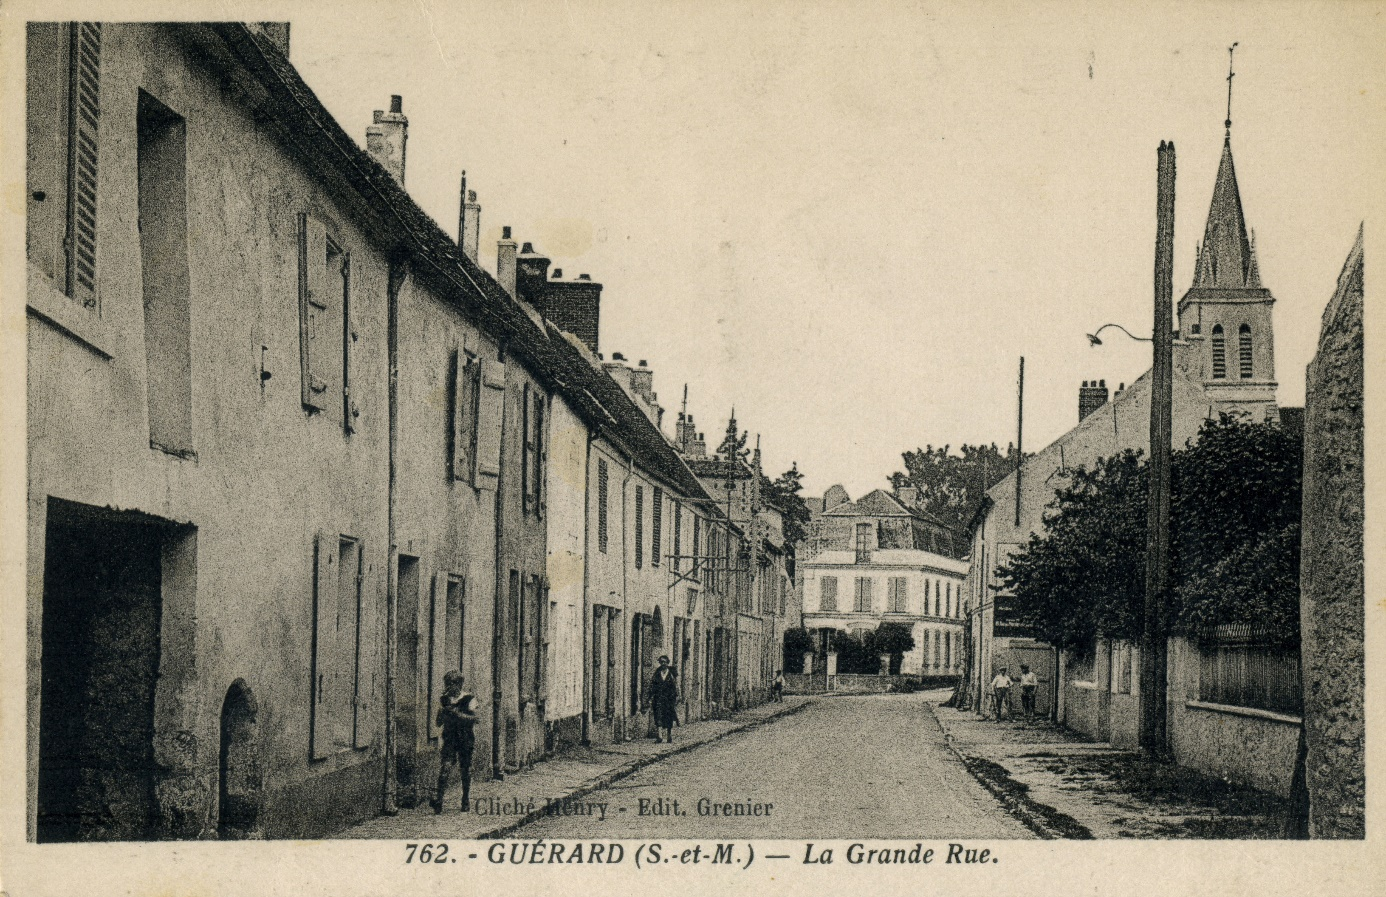 Cliché Henry - Edit. Grenier
762. - GUÉRARD (S.-et-M.) — La Grande Rue.